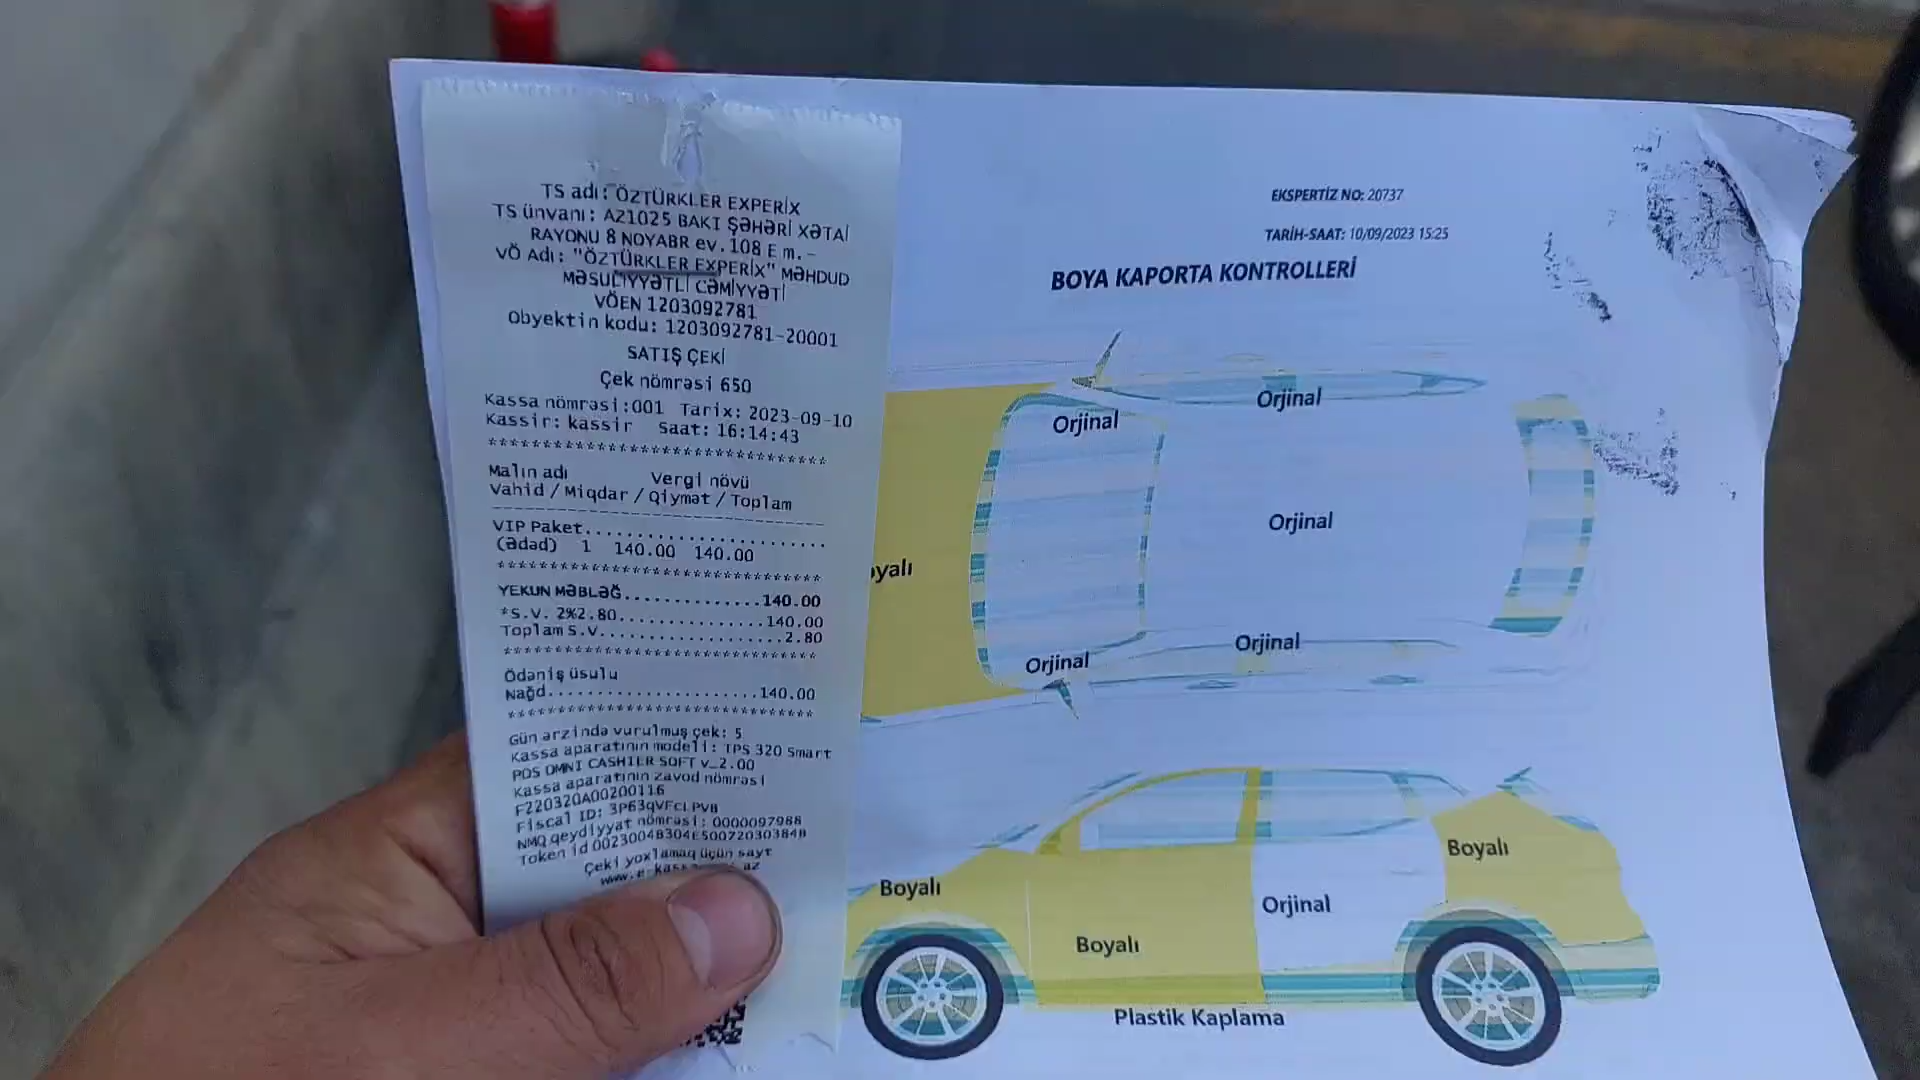 TS adı: ÖZTÜRKLER EXPERİX
TS ünvanı: AZ1025 BAKI ŞƏHƏRİ XƏTAİ
RAYONU 8 NOYABR ev.108 E m.-
VÖ Adı: "ÖZTÜRKLER EXPERİX" MƏHDUD
MƏSULİYYƏTLİ CƏMİYYƏTİ
VÖEN 1203092781
Obyektin kodu: 1203092781-20001
SATIŞ ÇEKİ
Çek nömrəsi 650
Kassa nömrəsi:001 Tarix: 2023-09-10
Kassir: kassir Saat: 16:14:43
******************************
Malın adı Vergi növü
Vahid / Miqdar / Qiymət / Toplam
VIP Paket........................
(Ədəd) 1 140.00 140.00
******************************
YEKUN MƏBLƏĞ..............140.00
*S.V. 2%2.80...............140.00
Toplam S.V...................2.80
******************************
Ödəniş üsulu
Nağd.......................140.00
******************************
Gün ərzində vurulmuş çek: 5
Kassa aparatının modeli: TPS 320 Smart
POS OMNI CASHIER SOFT v_2.00
Kassa aparatının zavod nömrəsi
F220320A00200116
Fiscal ID: 3P63qVFciPVB
NMQ qeydiyyat nömrəsi: 0000097988
Token id 0023004B304E50072030384B
Çeki yoxlamaq üçün sayt
www.e-kassa az
EKSPERTİZ NO: 20737
TARİH-SAAT: 10/09/2023 15:25
BOYA KAPORTA KONTROLLERİ
Orjinal
Orjinal
Orjinal
yalı
Orjinal
Orjinal
Boyalı
Boyalı
Orjinal
Boyalı
Plastik Kaplama